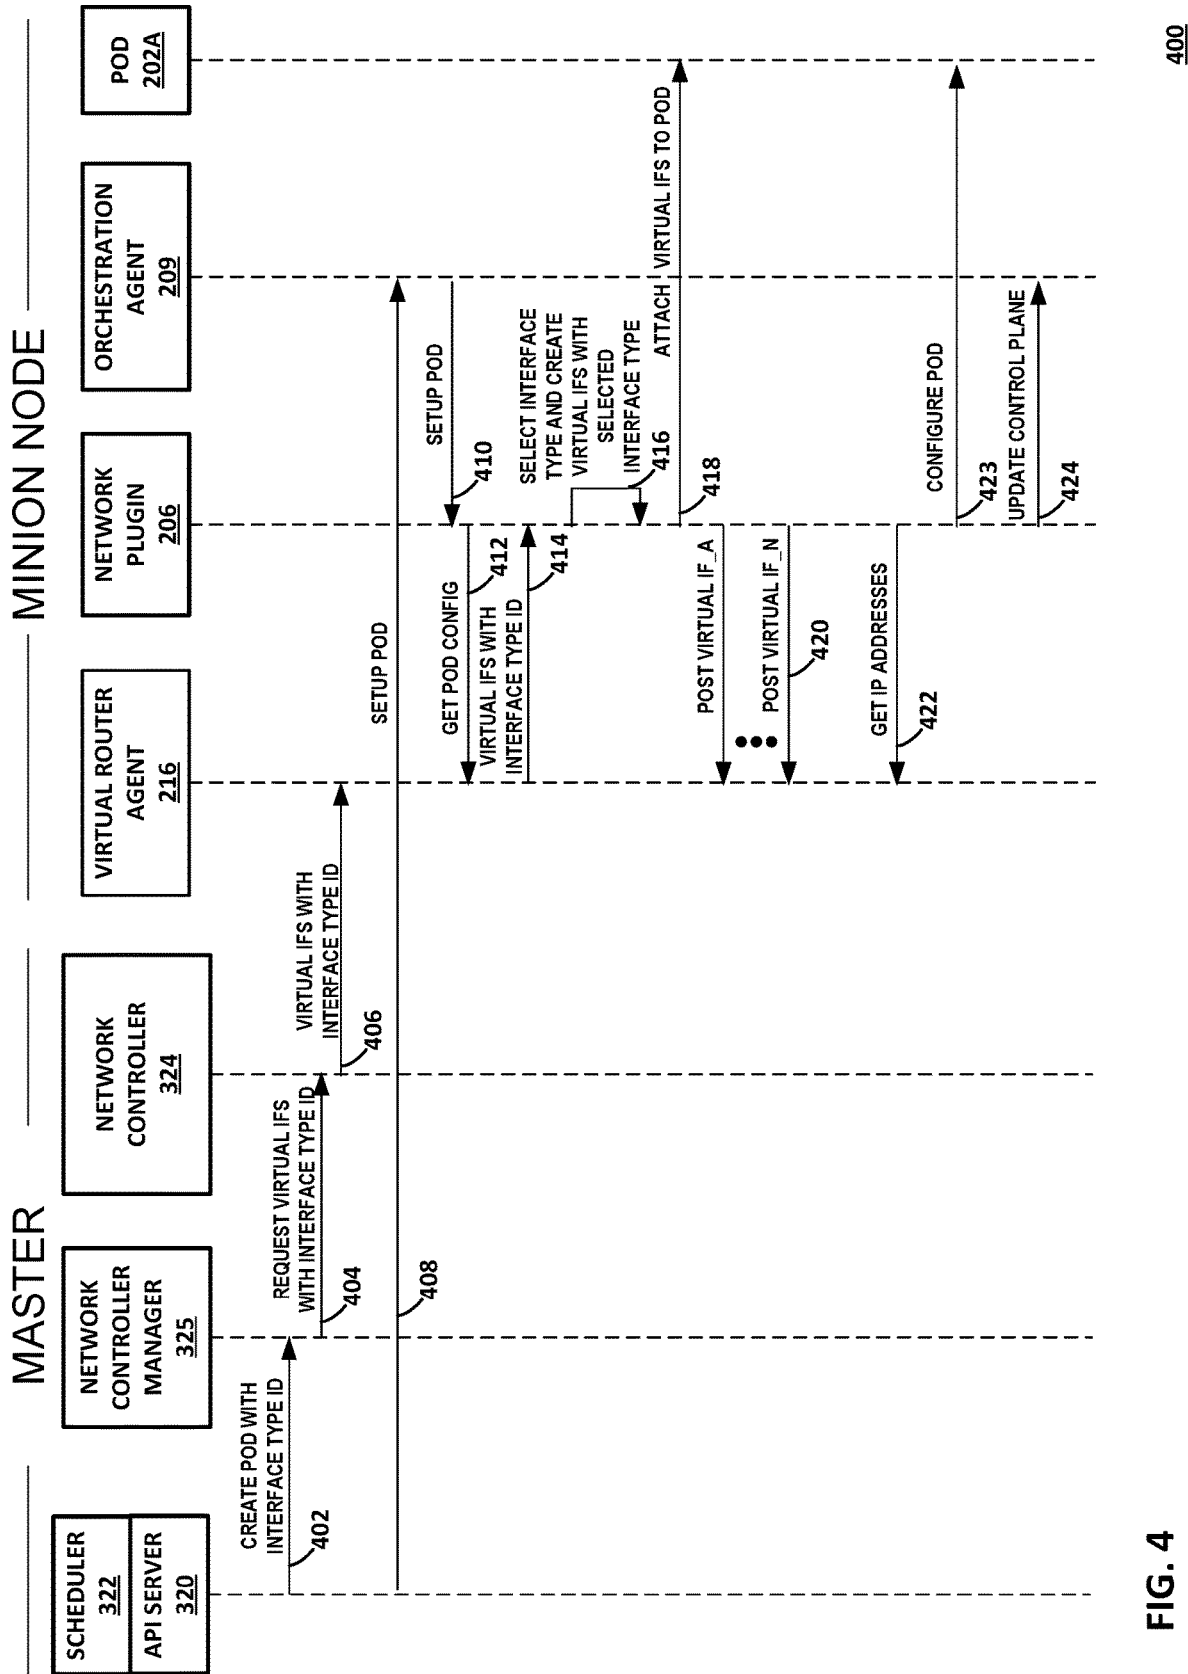 MASTER
MINION NODE
SCHEDULER
322
API SERVER
320
NETWORK
CONTROLLER
MANAGER
325
NETWORK
CONTROLLER
324
VIRTUAL ROUTER
AGENT
216
NETWORK
PLUGIN
206
ORCHESTRATION
AGENT
209
POD
202A
CREATE POD WITH
INTERFACE TYPE ID
402
REQUEST VIRTUAL IFS
WITH INTERFACE TYPE ID
404
VIRTUAL IFS WITH
INTERFACE TYPE ID
406
SETUP POD
408
SETUP POD
410
GET POD CONFIG
412
VIRTUAL IFS WITH
INTERFACE TYPE ID
414
SELECT INTERFACE
TYPE AND CREATE
VIRTUAL IFS WITH
SELECTED
INTERFACE TYPE
416
ATTACH VIRTUAL IFS TO POD
418
POST VIRTUAL IF_A
POST VIRTUAL IF_N
420
GET IP ADDRESSES
422
CONFIGURE POD
423
UPDATE CONTROL PLANE
424
FIG. 4
400